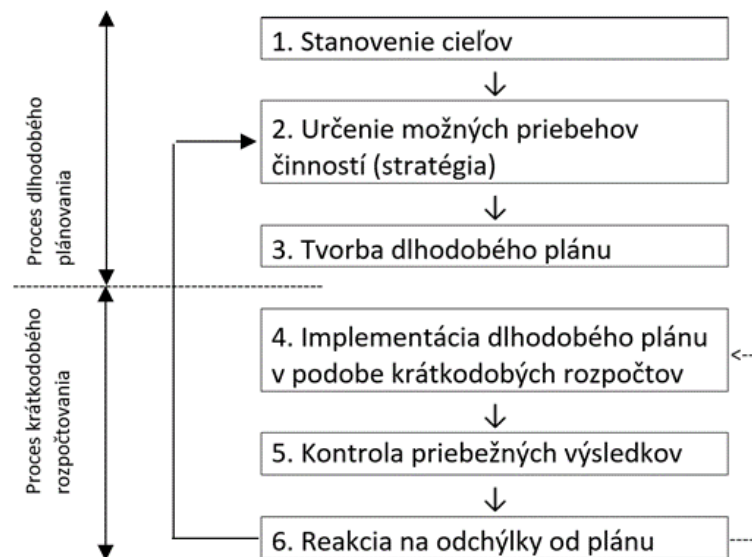 Proces dlhodobého
plánovania
Proces krátkodobého
rozpočtovania
1. Stanovenie cieľov
2. Určenie možných priebehov
činností (stratégia)
3. Tvorba dlhodobého plánu
4. Implementácia dlhodobého plánu
v podobe krátkodobých rozpočtov
5. Kontrola priebežných výsledkov
6. Reakcia na odchýlky od plánu